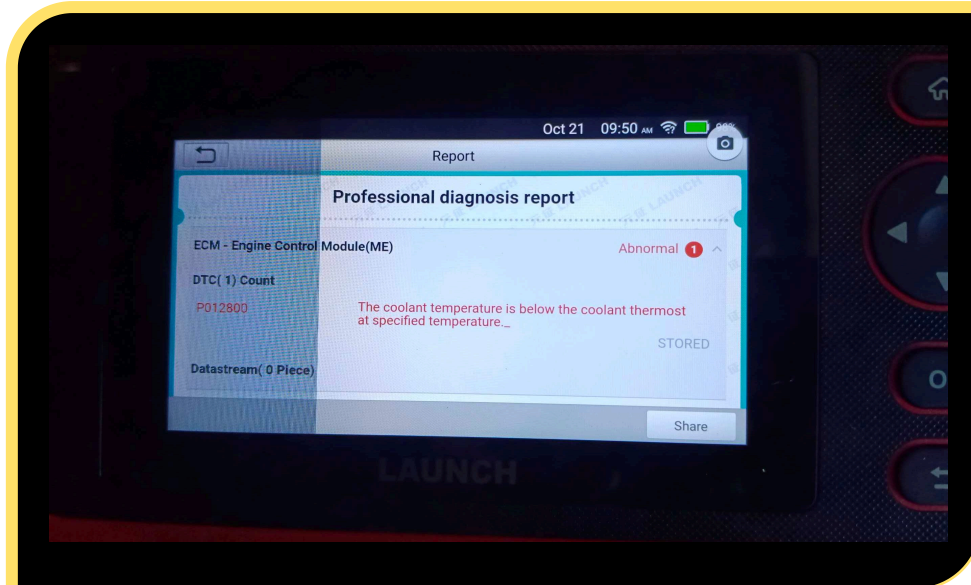 Oct 21 09:50 AM
Report
Professional diagnosis report
ECM - Engine Control Module(ME)
Abnormal 1
DTC( 1) Count
P012800
The coolant temperature is below the coolant thermost
at specified temperature._
STORED
Datastream( 0 Piece)
Share
LAUNCH